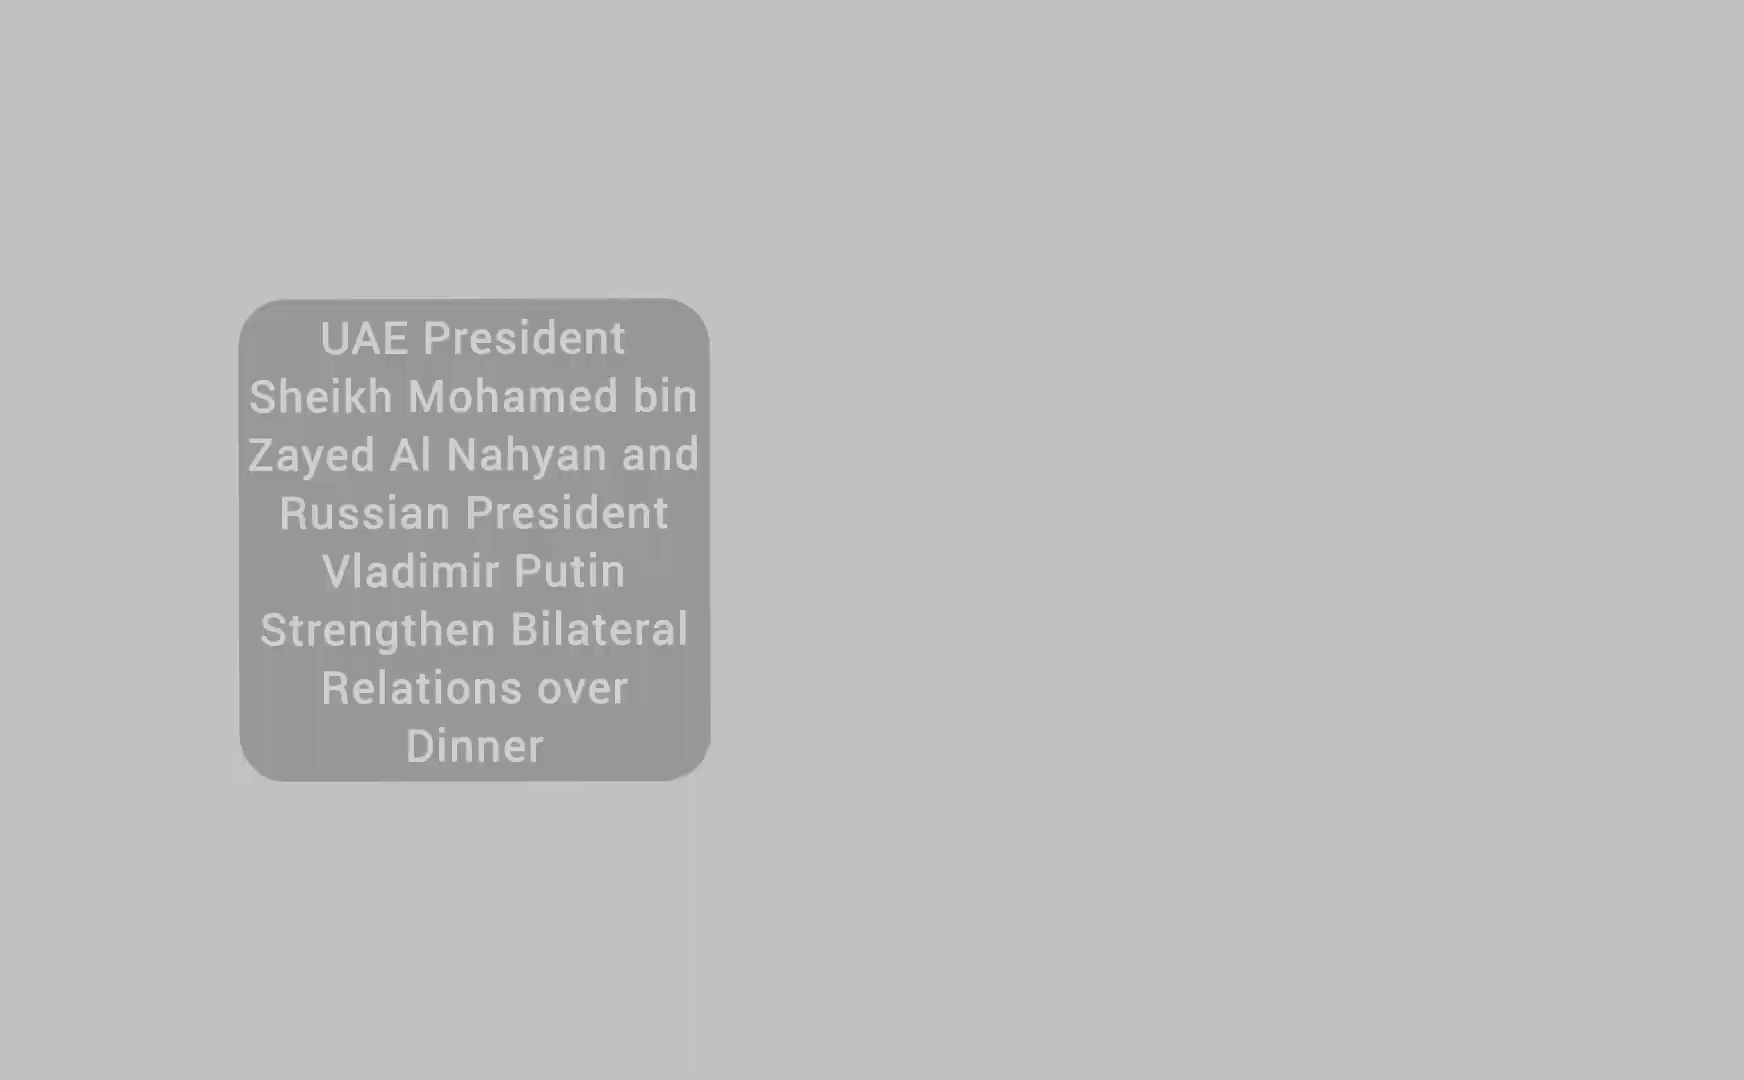 UAE President
Sheikh Mohamed bin
Zayed Al Nahyan and
Russian President
Vladimir Putin
Strengthen Bilateral
Relations over
Dinner